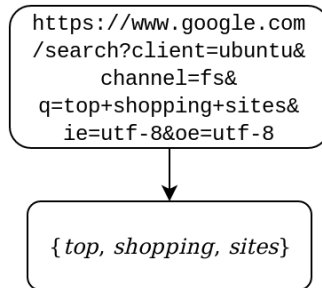 https://www.google.com
/search?client=ubuntu&
channel=fs&
q=top+shopping+sites&
ie=utf-8&oe=utf-8
{top, shopping, sites}